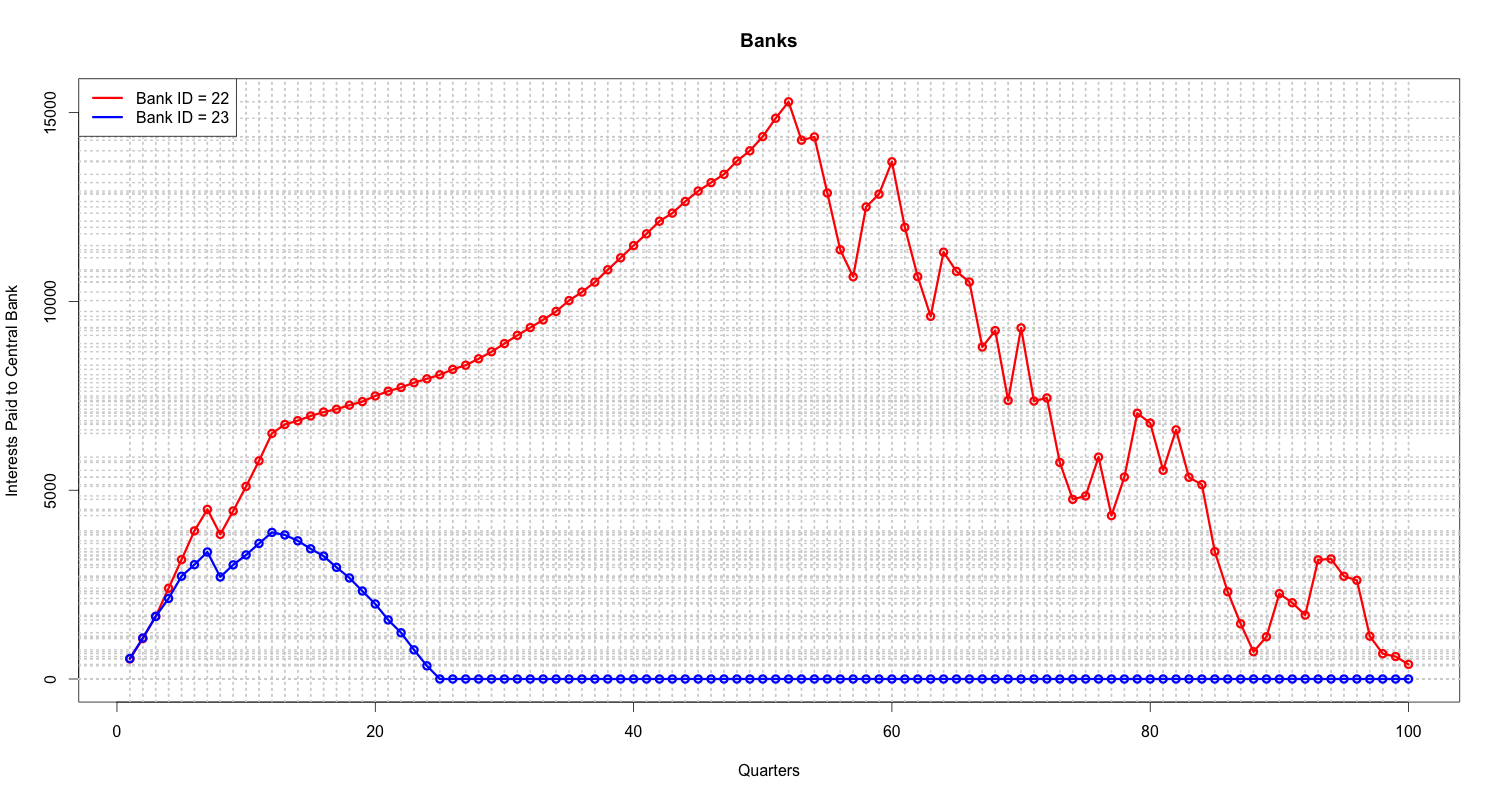 Banks
Bank ID = 22
Bank ID = 23
Interests Paid to Central Bank
15000
10000
5000
0
0 20 40 60 80 100
Quarters